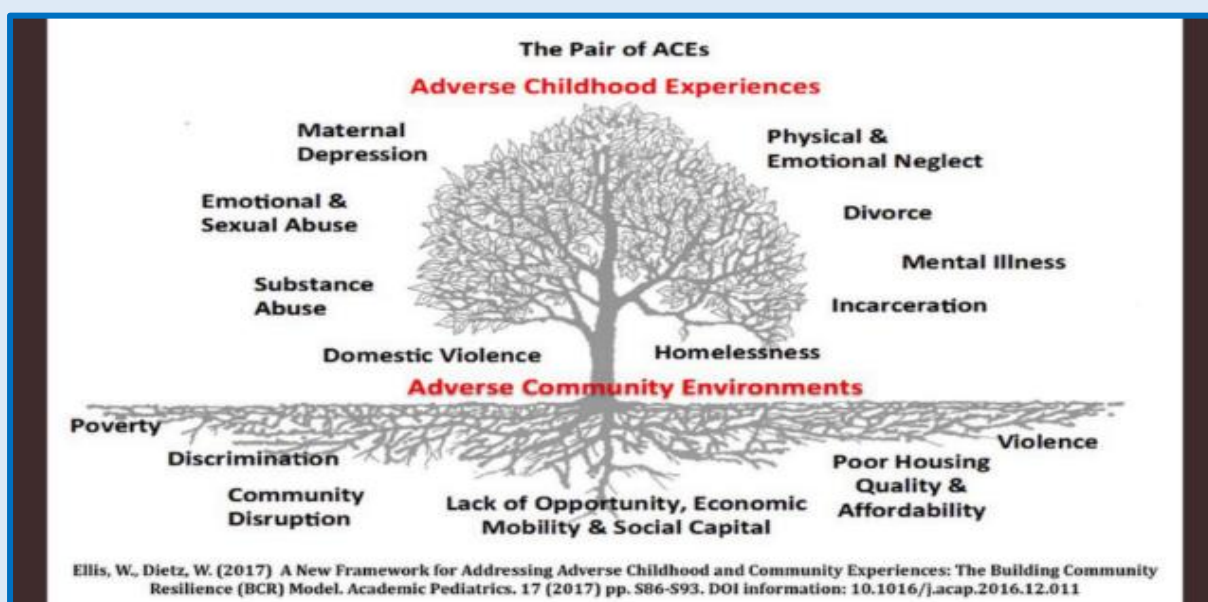 The Pair of ACEs
Adverse Childhood Experiences
Maternal
Depression
Physical &
Emotional Neglect
Emotional &
Sexual Abuse
Divorce
Mental Illness
Substance
Abuse
Incarceration
Domestic Violence
Homelessness
Adverse Community Environments
Poverty
Violence
Discrimination
Poor Housing
Quality &
Affordability
Community
Disruption
Lack of Opportunity, Economic
Mobility & Social Capital
Ellis, W., Dietz, W. (2017) A New Framework for Addressing Adverse Childhood and Community Experiences: The Building Community
Resilience (BCR) Model. Academic Pediatrics. 17 (2017) pp. S86-S93. DOI information: 10.1016/j.acap.2016.12.011